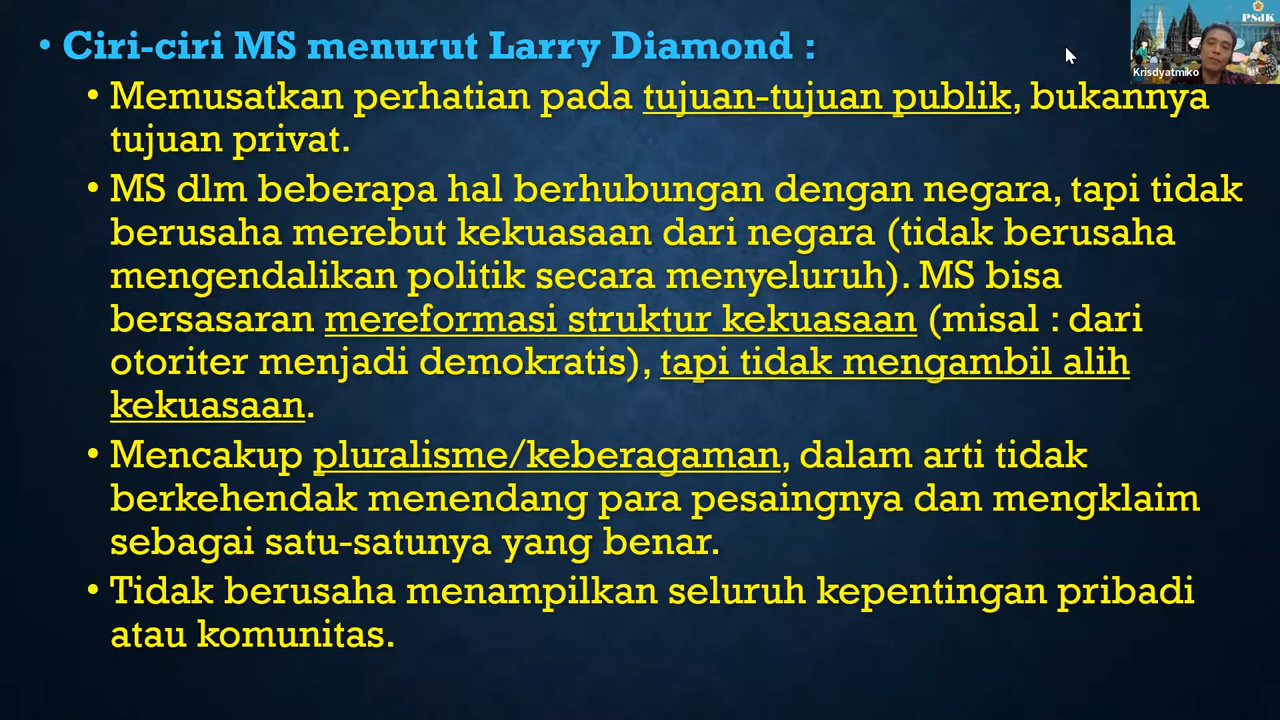 • Ciri-ciri MS menurut Larry Diamond :
• Memusatkan perhatian pada tujuan-tujuan publik, bukannya
tujuan privat.
• MS dlm beberapa hal berhubungan dengan negara, tapi tidak
berusaha merebut kekuasaan dari negara (tidak berusaha
mengendalikan politik secara menyeluruh). MS bisa
bersasaran mereformasi struktur kekuasaan (misal : dari
otoriter menjadi demokratis), tapi tidak mengambil alih
kekuasaan.
• Mencakup pluralisme/keberagaman, dalam arti tidak
berkehendak menendang para pesaingnya dan mengklaim
sebagai satu-satunya yang benar.
• Tidak berusaha menampilkan seluruh kepentingan pribadi
atau komunitas.
PSdK
Krisdyatmiko